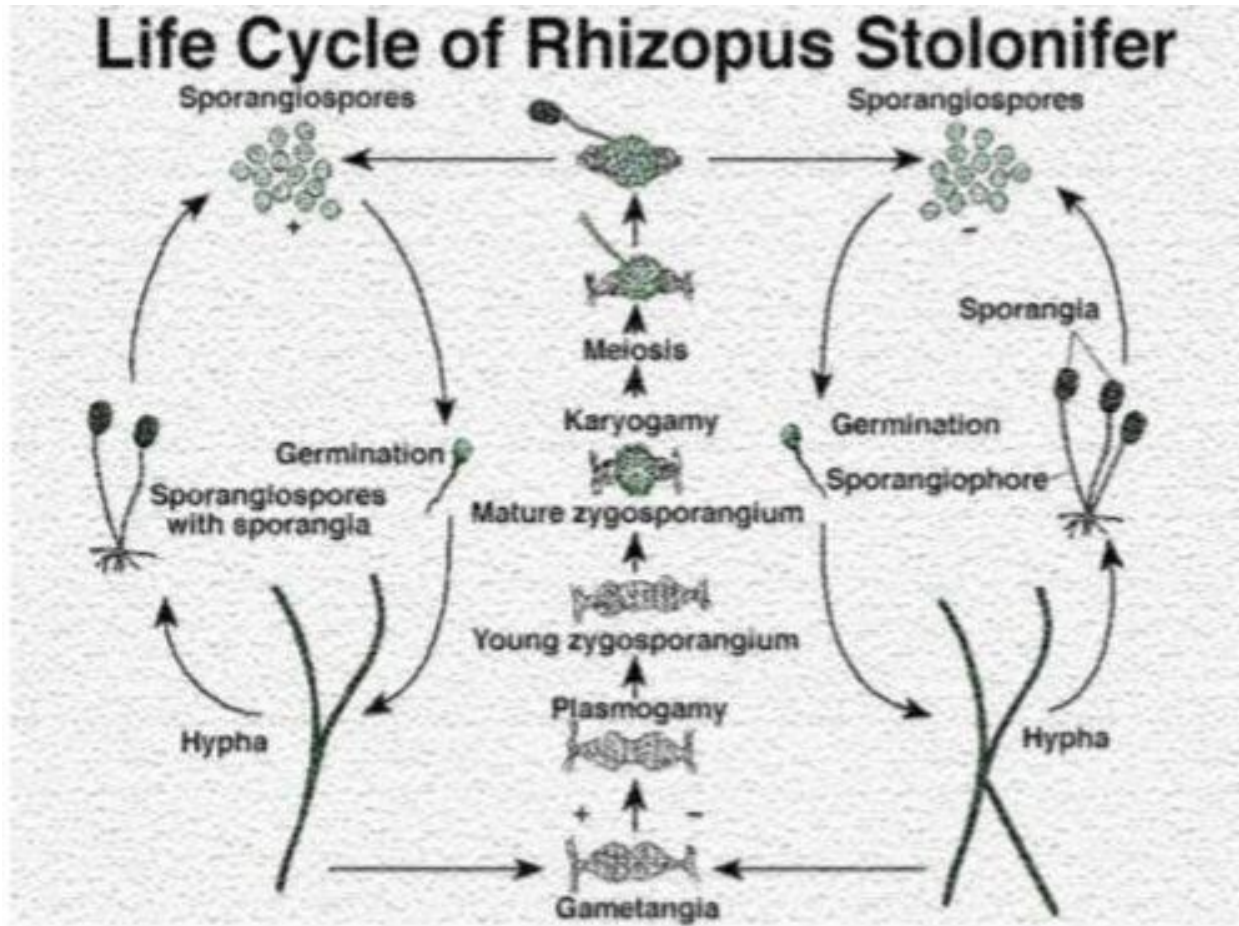 Life Cycle of Rhizopus Stolonifer
Sporangiospores
Sporangiospores
+
−
Sporangia
Meiosis
Karyogamy
Germination
Germination
Sporangiospores
with sporangia
Sporangiophore
Mature zygosporangium
Young zygosporangium
Plasmogamy
Hypha
Hypha
+ −
Gametangia